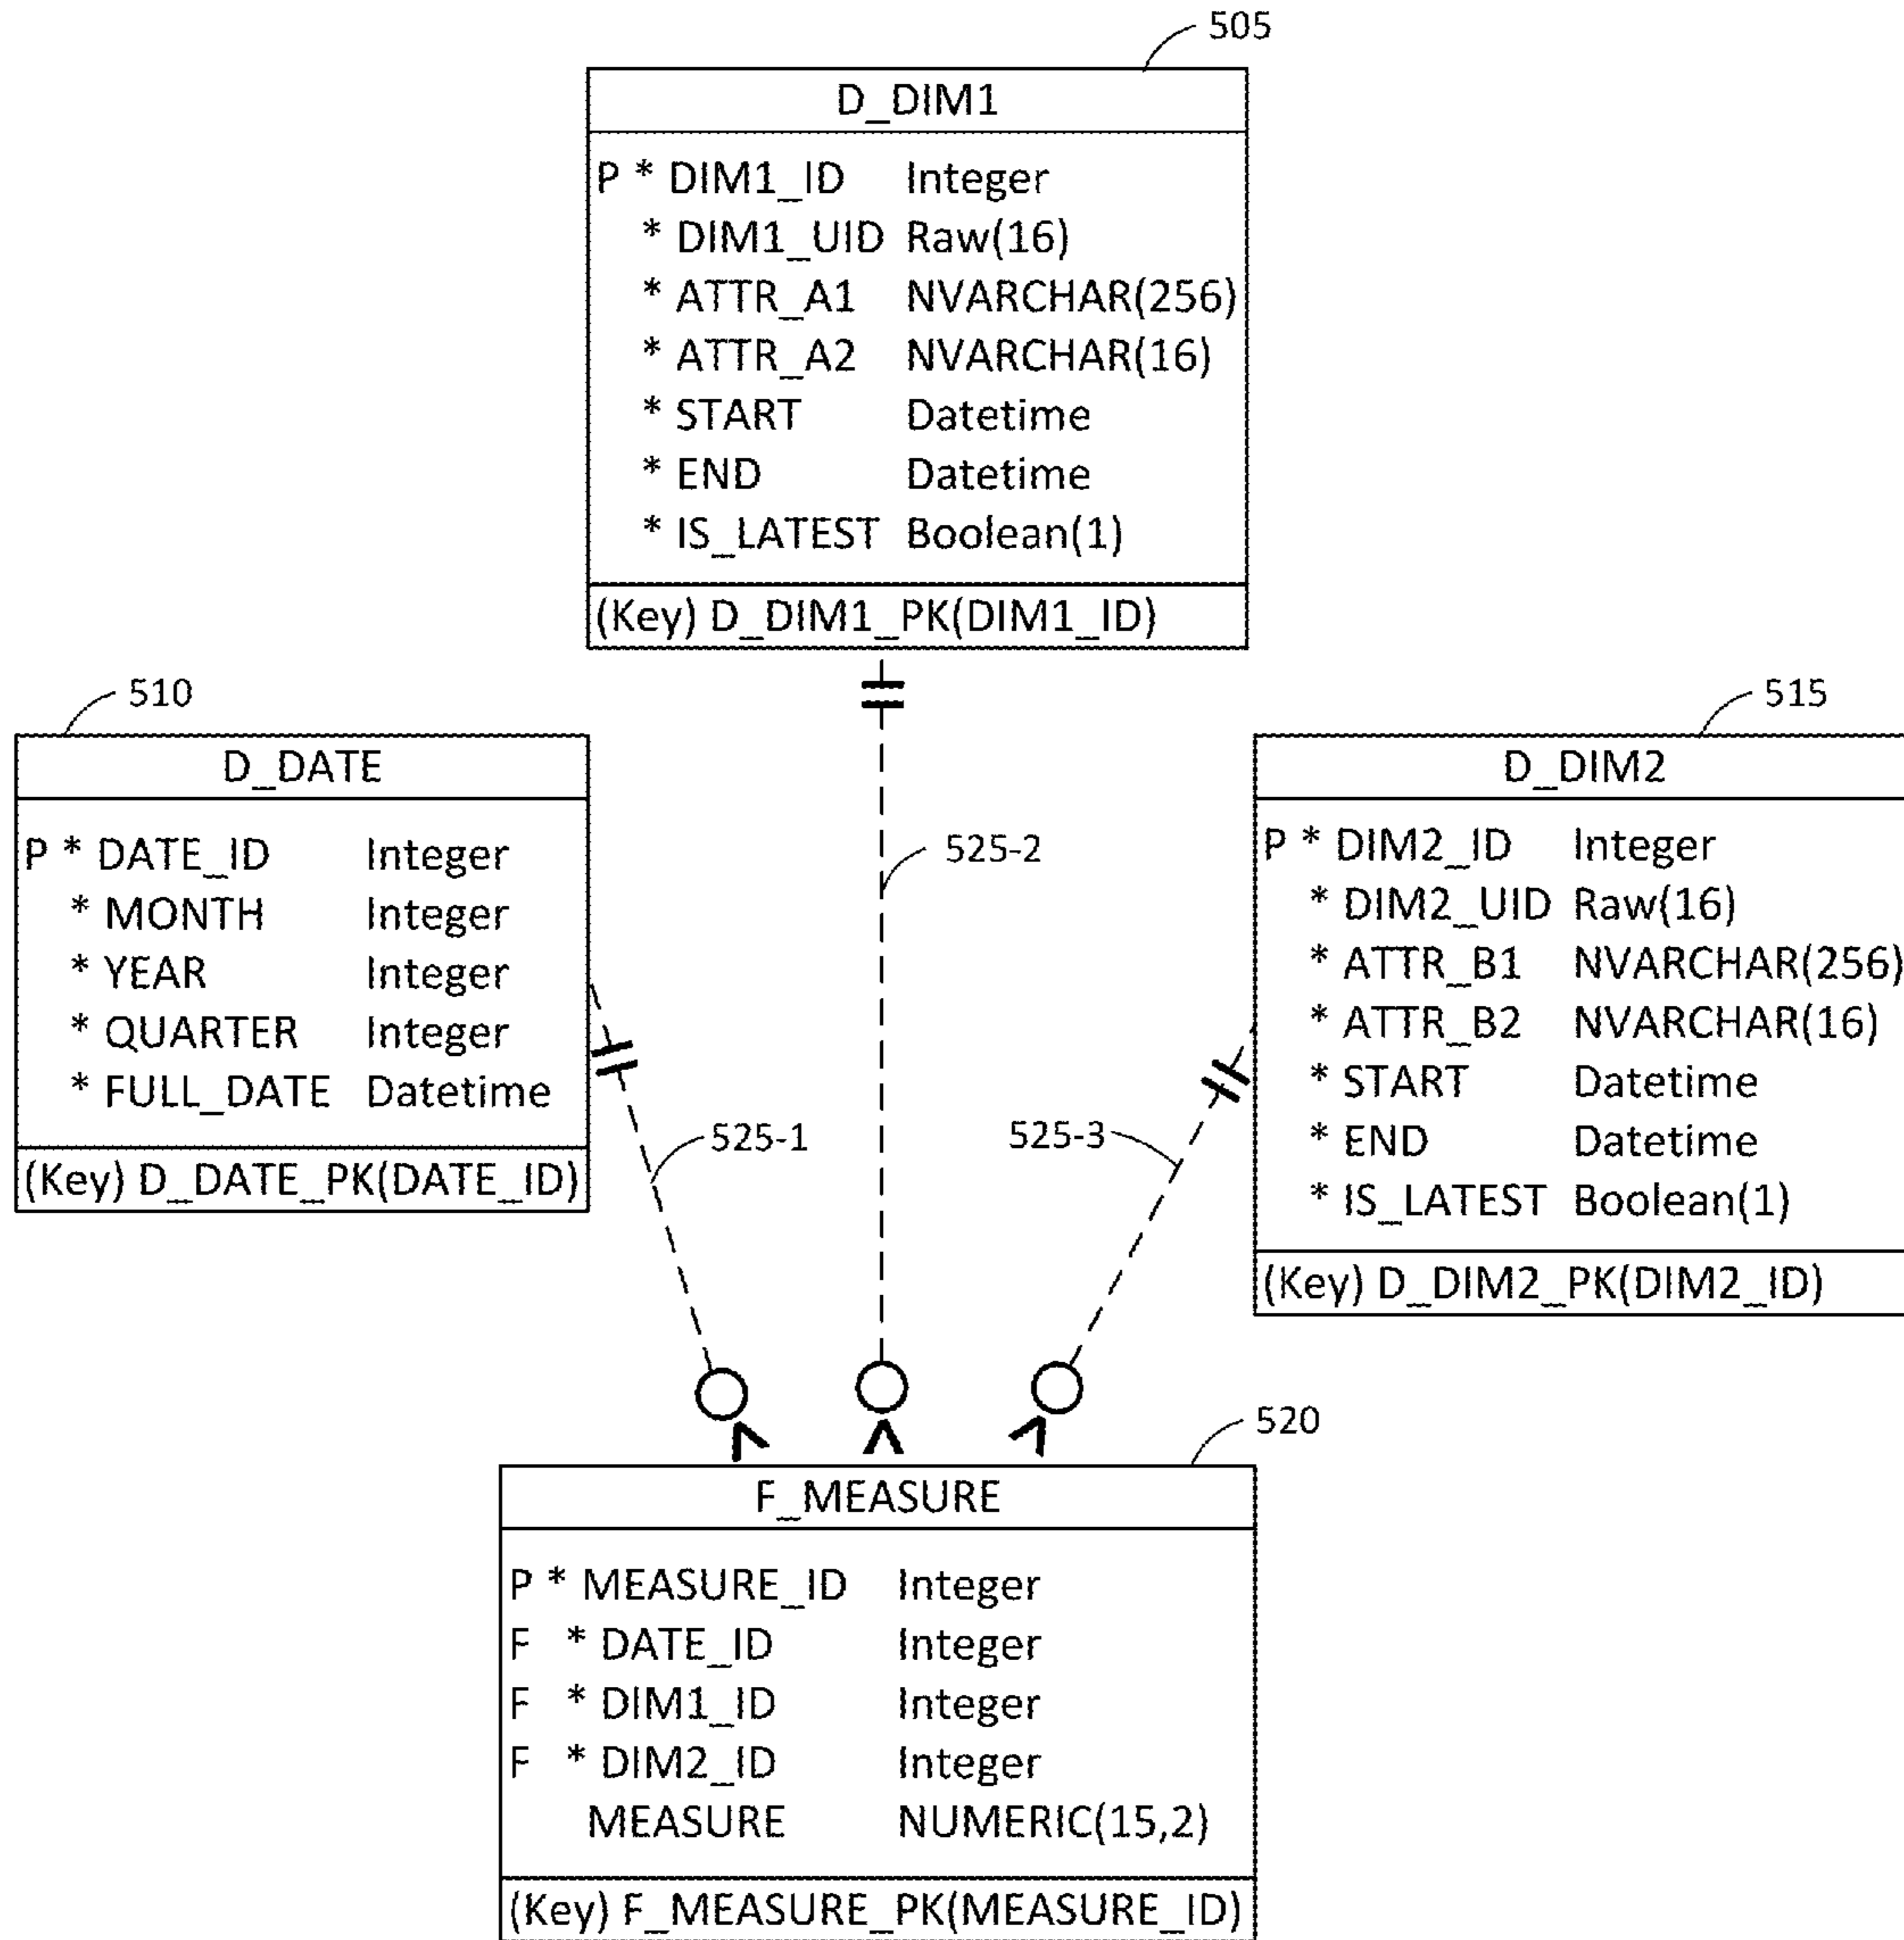 505
D_DIM1
P * DIM1_ID Integer
* DIM1_UID Raw(16)
* ATTR_A1 NVARCHAR(256)
* ATTR_A2 NVARCHAR(16)
* START Datetime
* END Datetime
* IS_LATEST Boolean(1)
(Key) D_DIM1_PK(DIM1_ID)
510
D_DATE
P * DATE_ID Integer
* MONTH Integer
* YEAR Integer
* QUARTER Integer
* FULL_DATE Datetime
(Key) D_DATE_PK(DATE_ID)
525-1
525-2
525-3
515
D_DIM2
P * DIM2_ID Integer
* DIM2_UID Raw(16)
* ATTR_B1 NVARCHAR(256)
* ATTR_B2 NVARCHAR(16)
* START Datetime
* END Datetime
* IS_LATEST Boolean(1)
(Key) D_DIM2_PK(DIM2_ID)
520
F_MEASURE
P * MEASURE_ID Integer
F * DATE_ID Integer
F * DIM1_ID Integer
F * DIM2_ID Integer
MEASURE NUMERIC(15,2)
(Key) F_MEASURE_PK(MEASURE_ID)